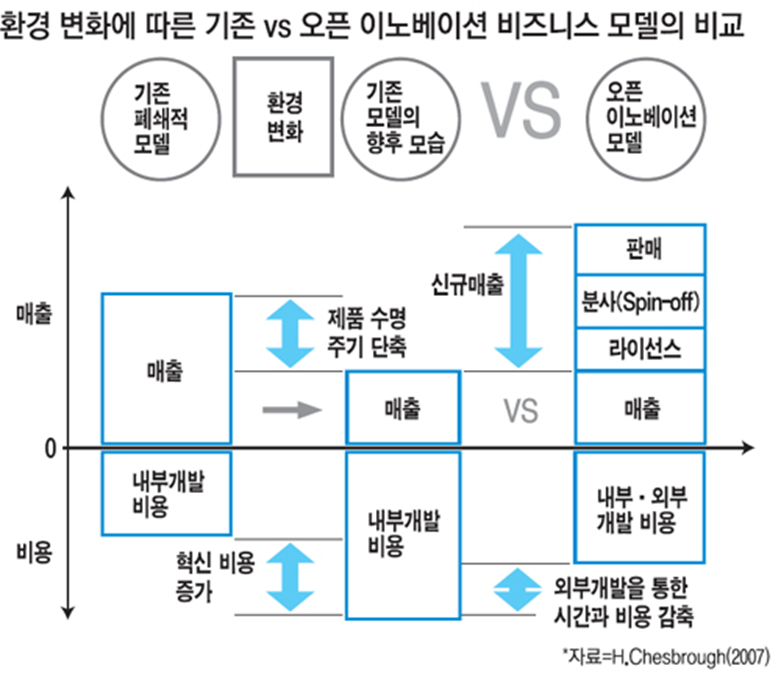 환경 변화에 따른 기존 vs 오픈 이노베이션 비즈니스 모델의 비교
기존
폐쇄적
모델
환경
변화
기존
모델의
향후 모습
VS
오픈
이노베이션
모델
매출
0
비용
매출
내부개발
비용
제품 수명
주기 단축
혁신 비용
증가
매출
내부개발
비용
신규매출
VS
외부개발을 통한
시간과 비용 감축
판매
분사(Spin-off)
라이선스
매출
내부·외부
개발 비용
*자료=H.Chesbrough(2007)